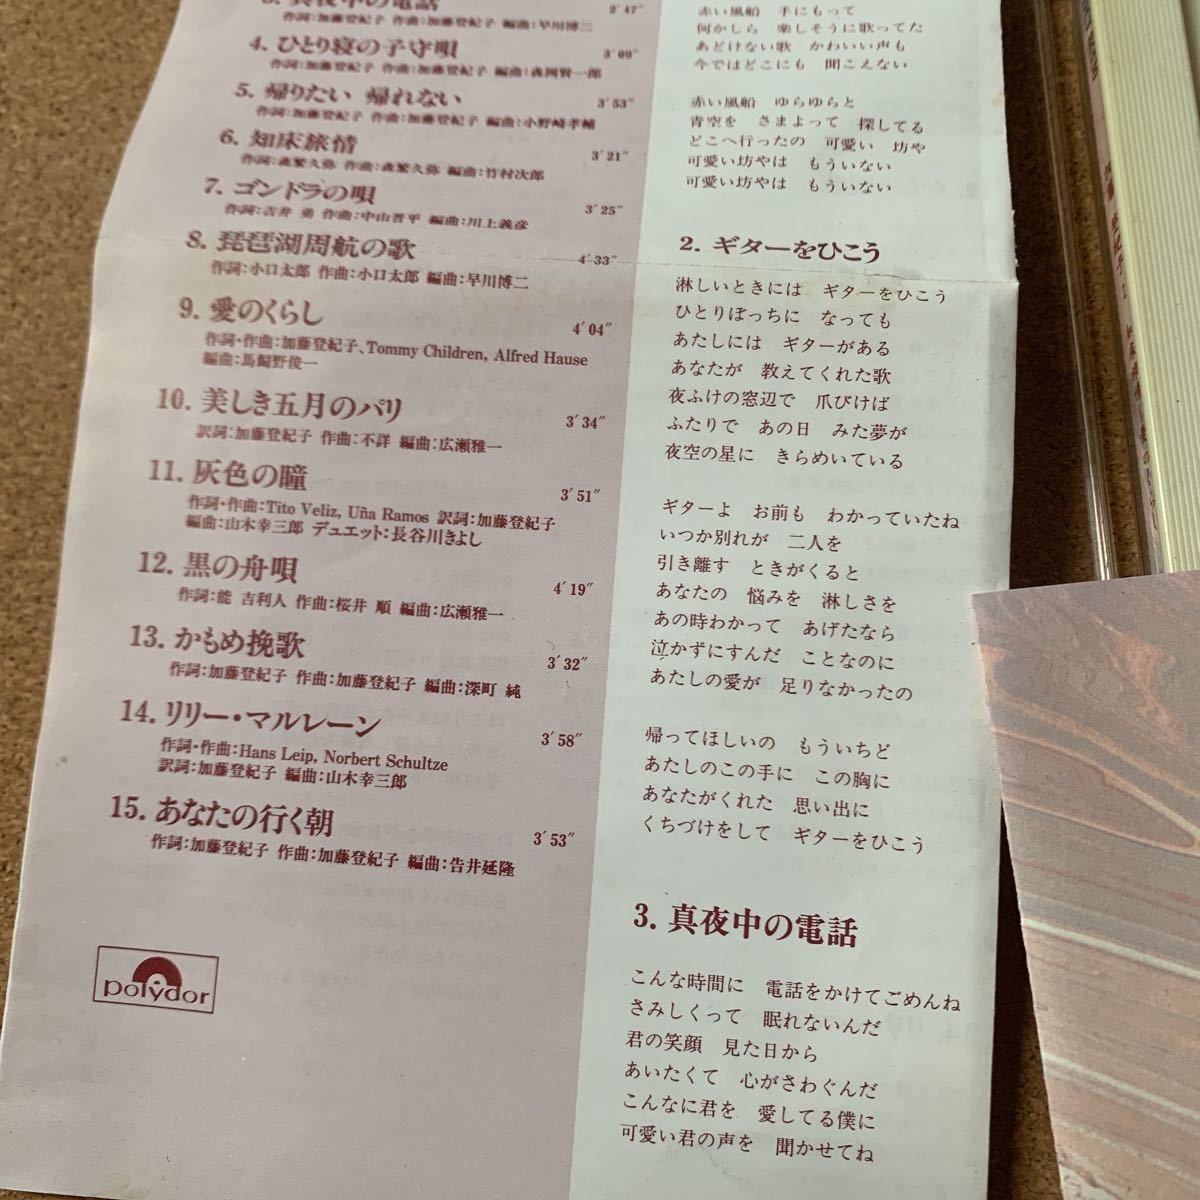 3. 真夜中の電話
3′47″
作詞:加藤登紀子 作曲:加藤登紀子 編曲:早川博二
4. ひとり寝の子守唄
3′09″
作詞:加藤登紀子 作曲:加藤登紀子 編曲:森岡賢一郎
5. 帰りたい 帰れない
3′53″
作詞:加藤登紀子 作曲:加藤登紀子 編曲:小野崎孝輔
6. 知床旅情
3′21″
作詞:森繁久弥 作曲:森繁久弥 編曲:竹村次郎
7. ゴンドラの唄
3′25″
作詞:吉井 勇 作曲:中山晋平 編曲:川上義彦
8. 琵琶湖周航の歌
4′33″
作詞:小口太郎 作曲:小口太郎 編曲:早川博二
9. 愛のくらし
4′04″
作詞・作曲:加藤登紀子、Tommy Children, Alfred Hause
編曲:馬飼野俊一
10. 美しき五月のパリ
3′34″
訳詞:加藤登紀子 作曲:不詳 編曲:広瀬雅一
11. 灰色の瞳
3′51″
作詞・作曲:Tito Veliz, Uña Ramos 訳詞:加藤登紀子
編曲:山木幸三郎 デュエット:長谷川きよし
12. 黒の舟唄
4′19″
作詞:能 吉利人 作曲:桜井 順 編曲:広瀬雅一
13. かもめ挽歌
3′32″
作詞:加藤登紀子 作曲:加藤登紀子 編曲:深町 純
14. リリー・マルレーン
3′58″
作詞・作曲:Hans Leip, Norbert Schultze
訳詞:加藤登紀子 編曲:山木幸三郎
15. あなたの行く朝
3′53″
作詞:加藤登紀子 作曲:加藤登紀子 編曲:告井延隆
polydor
赤い風船 手にもって
何かしら 楽しそうに歌ってた
あどけない歌 かわいい声も
今ではどこにも 聞こえない
赤い風船 ゆらゆらと
青空を さまよって 探してる
どこへ行ったの 可愛い 坊や
可愛い坊やは もういない
可愛い坊やは もういない
2. ギターをひこう
淋しいときには ギターをひこう
ひとりぼっちに なっても
あたしには ギターがある
あなたが 教えてくれた歌
夜ふけの窓辺で 爪びけば
ふたりで あの日 みた夢が
夜空の星に きらめいている
ギターよ お前も わかっていたね
いつか別れが 二人を
引き離す ときがくると
あなたの 悩みを 淋しさを
あの時わかって あげたなら
泣かずにすんだ ことなのに
あたしの愛が 足りなかったの
帰ってほしいの もういちど
あたしのこの手に この胸に
あなたがくれた 思い出に
くちづけをして ギターをひこう
3. 真夜中の電話
こんな時間に 電話をかけてごめんね
さみしくって 眠れないんだ
君の笑顔 見た日から
あいたくて 心がさわぐんだ
こんなに君を 愛してる僕に
可愛い君の声を 聞かせてね